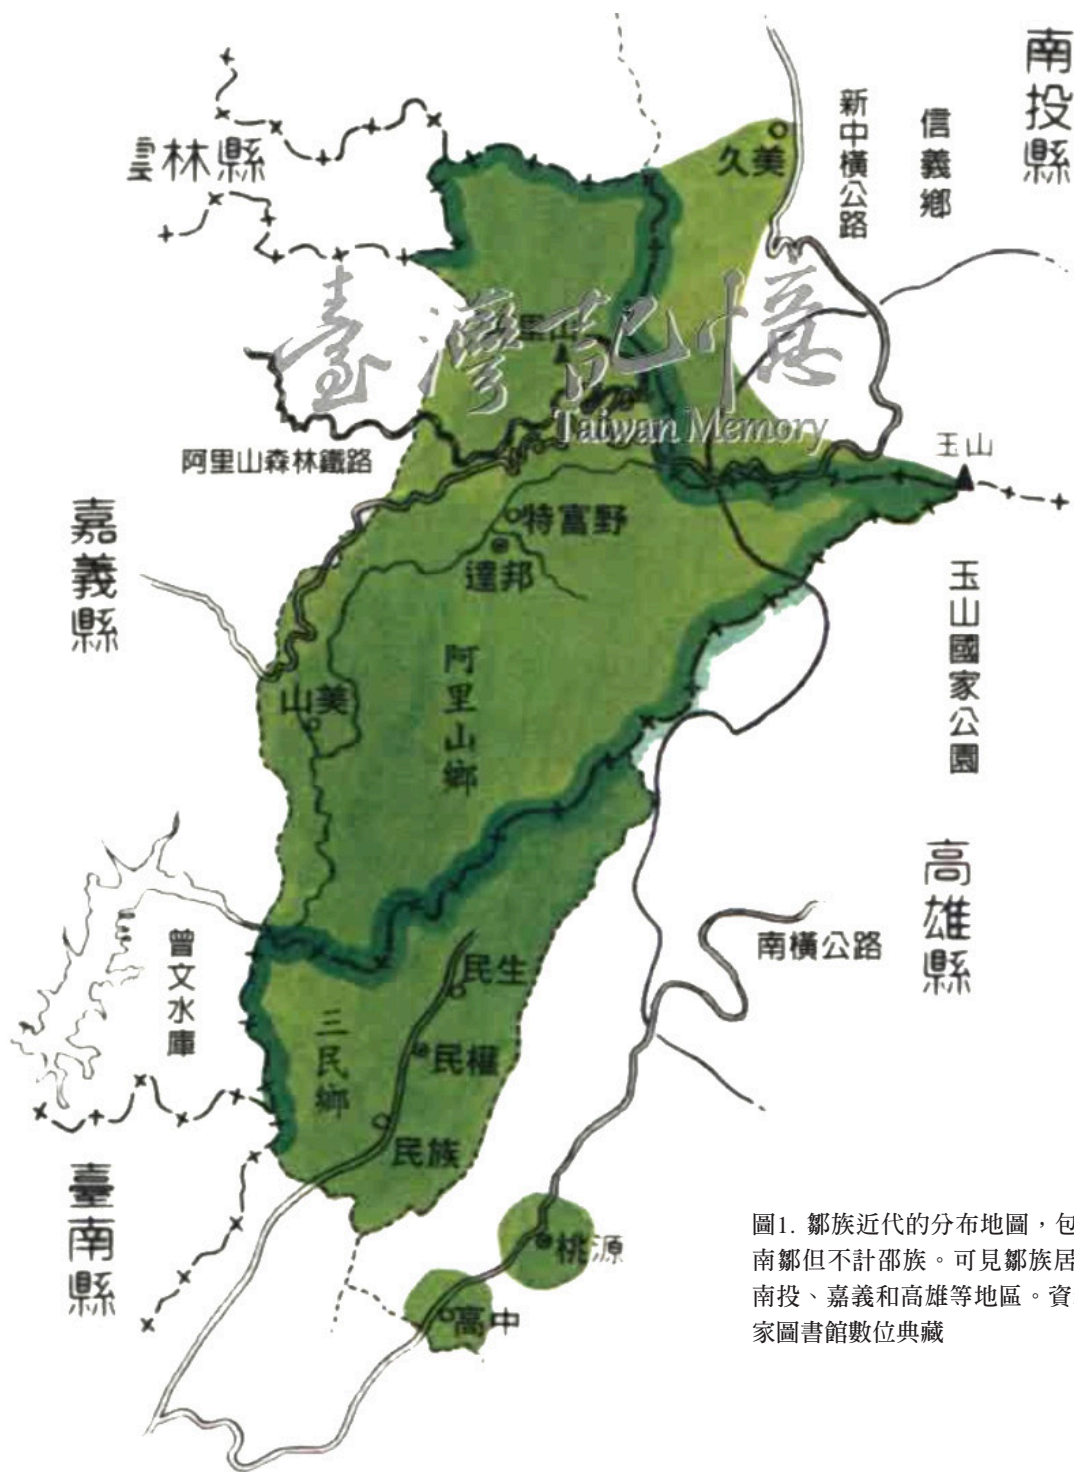 南投縣
信義鄉
新中橫公路
久美
雲林縣
臺灣記憶
里山
Taiwan Memory
玉山
阿里山森林鐵路
特富野
達邦
嘉義縣
玉山國家公園
阿里山鄉
山美
高雄縣
南橫公路
曾文水庫
民生
三民鄉
民權
民族
臺南縣
桃源
高中
圖1. 鄒族近代的分布地圖，包
南鄒但不計邵族。可見鄒族居
南投、嘉義和高雄等地區。資
家圖書館數位典藏